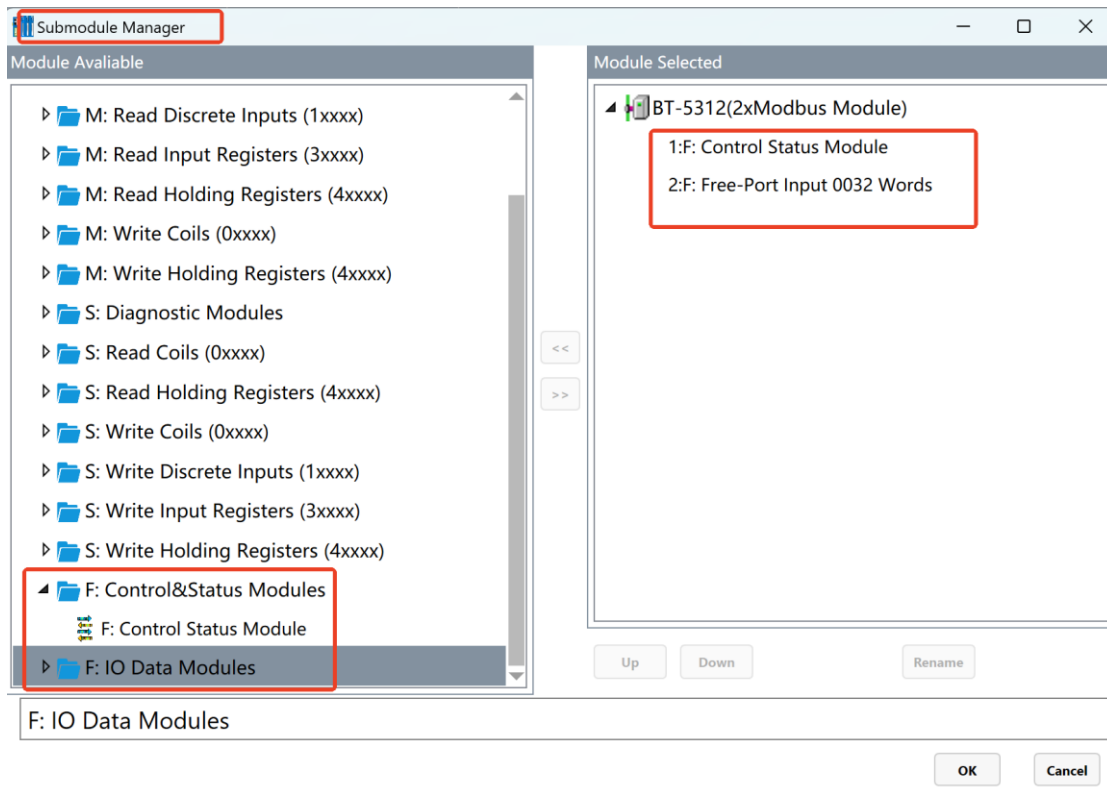 Submodule Manager
Module Avaliable
M: Read Discrete Inputs (1xxxx)
M: Read Input Registers (3xxxx)
M: Read Holding Registers (4xxxx)
M: Write Coils (0xxxx)
M: Write Holding Registers (4xxxx)
S: Diagnostic Modules
S: Read Coils (0xxxx)
S: Read Holding Registers (4xxxx)
S: Write Coils (0xxxx)
S: Write Discrete Inputs (1xxxx)
S: Write Input Registers (3xxxx)
S: Write Holding Registers (4xxxx)
F: Control&Status Modules
F: Control Status Module
F: IO Data Modules
<<
>>
Module Selected
BT-5312(2xModbus Module)
1:F: Control Status Module
2:F: Free-Port Input 0032 Words
Up Down Rename
F: IO Data Modules
OK Cancel